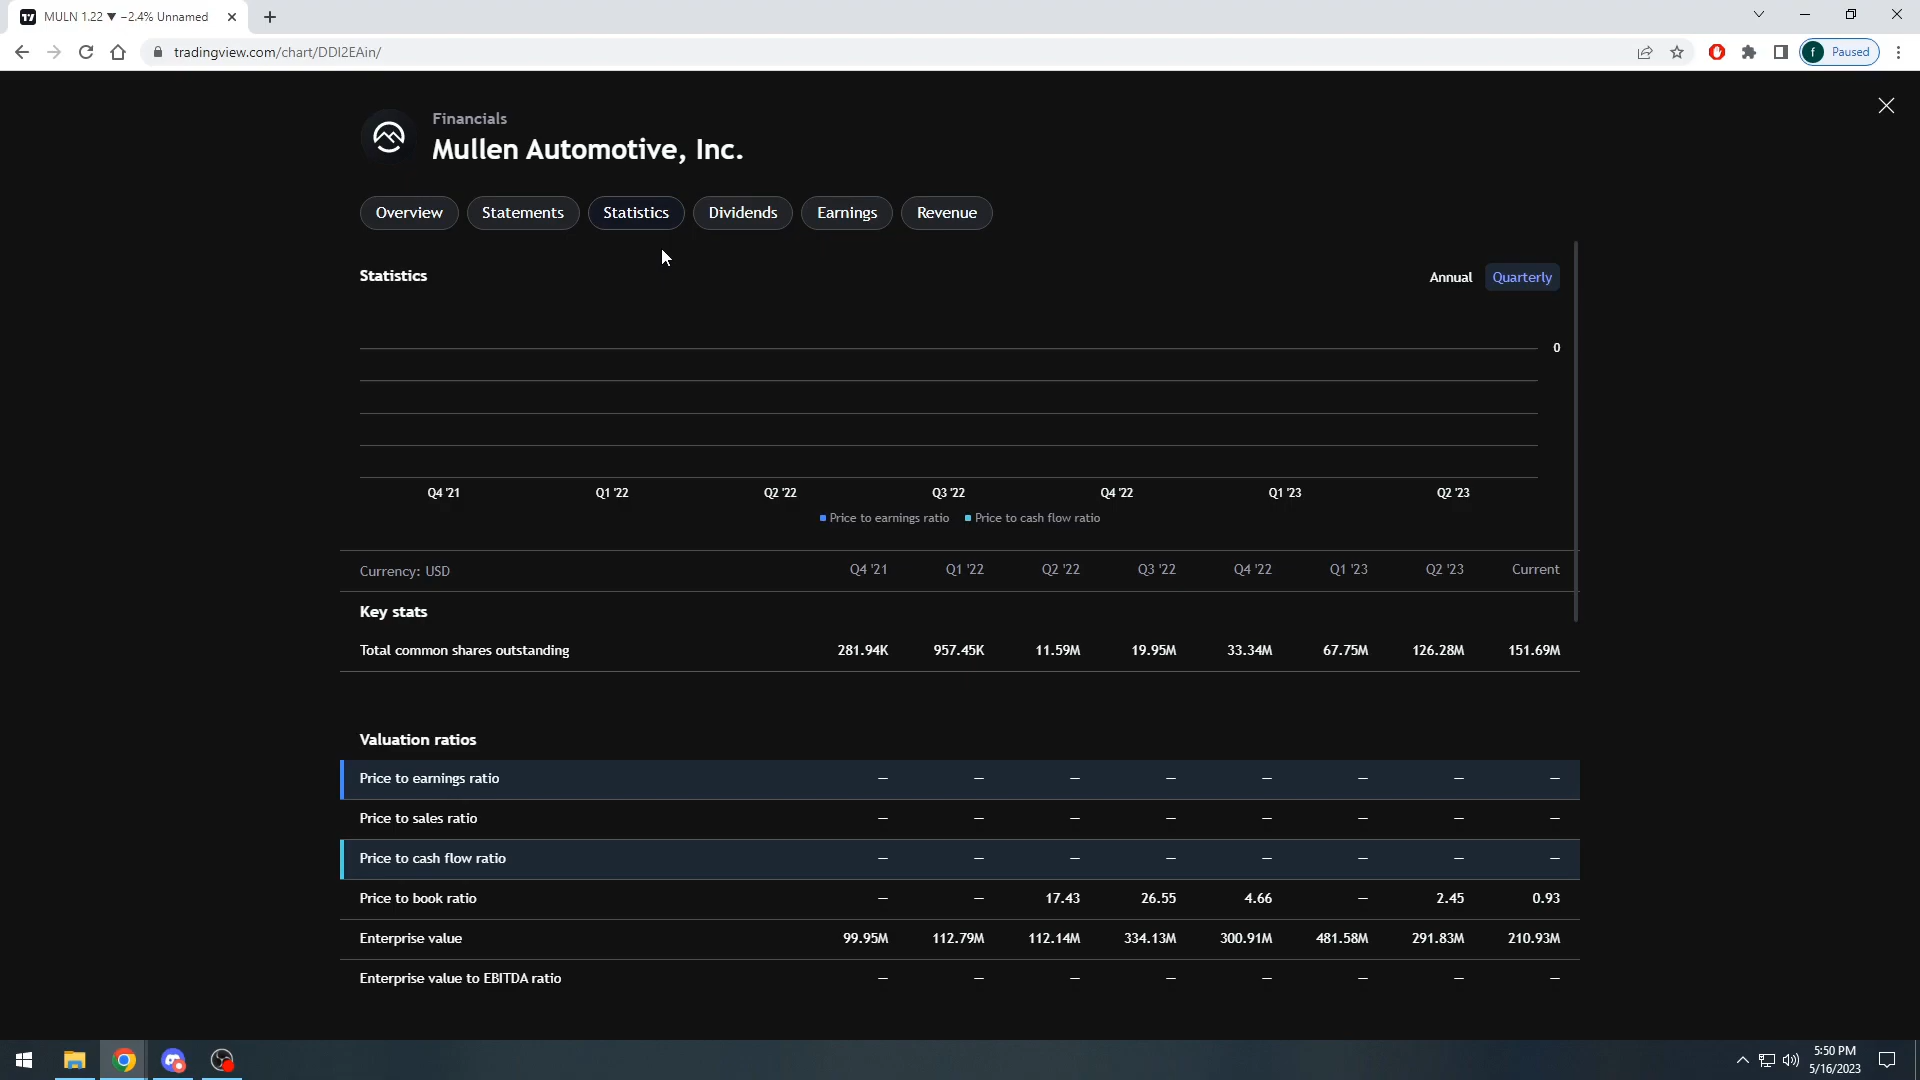 MULN 1.22 ▼ −2.4% Unnamed
tradingview.com/chart/DDI2EAin/
f Paused
Financials
Mullen Automotive, Inc.
Overview Statements Statistics Dividends Earnings Revenue
Statistics Annual Quarterly
0
Q4 '21 Q1 '22 Q2 '22 Q3 '22 Q4 '22 Q1 '23 Q2 '23
Price to earnings ratio Price to cash flow ratio
Currency: USD Q4 '21 Q1 '22 Q2 '22 Q3 '22 Q4 '22 Q1 '23 Q2 '23 Current
Key stats
Total common shares outstanding 281.94K 957.45K 11.59M 19.95M 33.34M 67.75M 126.28M 151.69M
Valuation ratios
Price to earnings ratio — — — — — — — —
Price to sales ratio — — — — — — — —
Price to cash flow ratio — — — — — — — —
Price to book ratio — — 17.43 26.55 4.66 — 2.45 0.93
Enterprise value 99.95M 112.79M 112.14M 334.13M 300.91M 481.58M 291.83M 210.93M
Enterprise value to EBITDA ratio — — — — — — — —
5:50 PM
5/16/2023